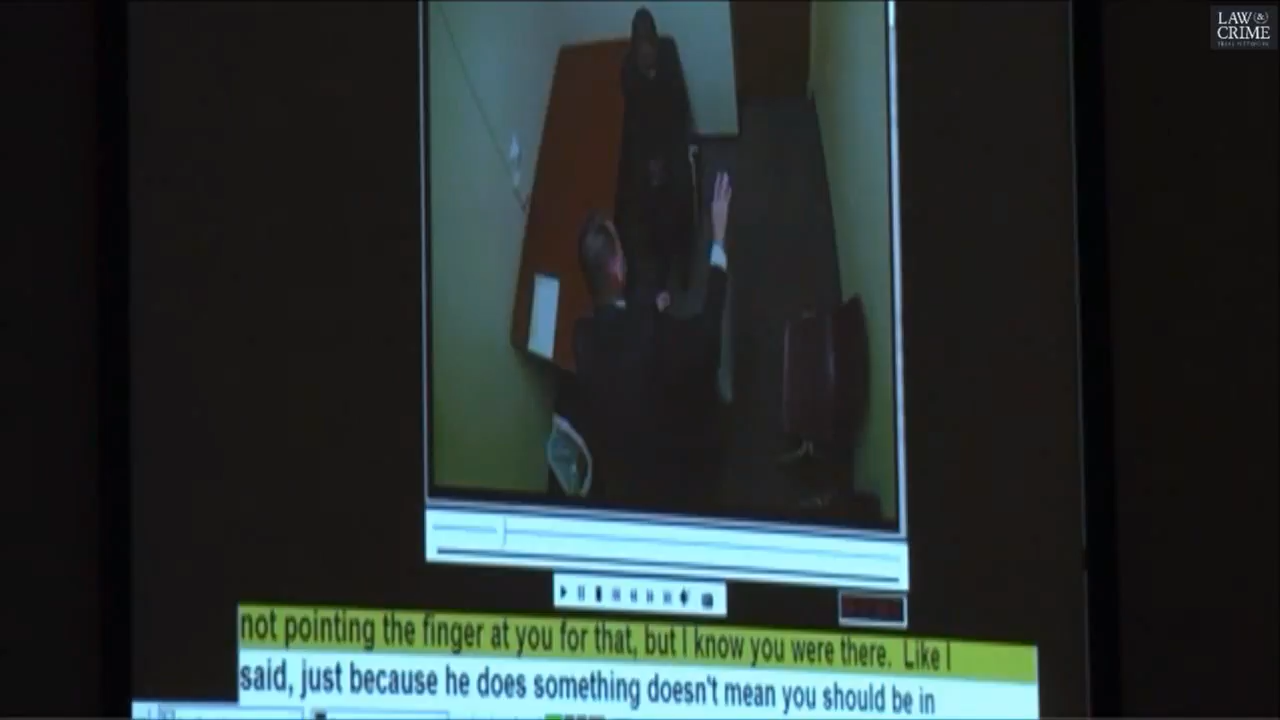 LAW &
CRIME
not pointing the finger at you for that, but I know you were there. Like I
said, just because he does something doesn't mean you should be in